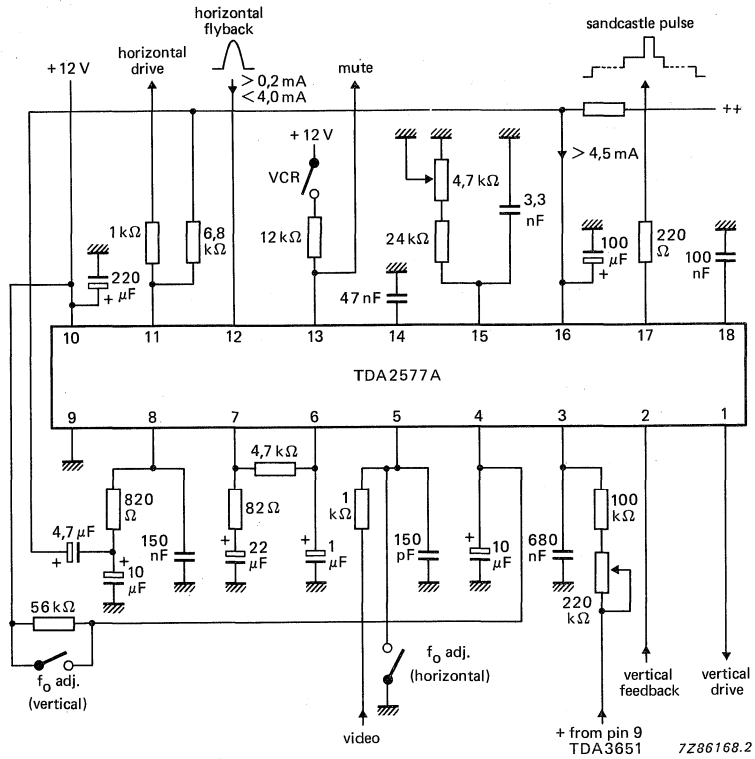 horizontal
flyback
sandcastle pulse
horizontal
drive
+12 V
> 0,2 mA
< 4,0 mA
mute
++
+12 V
VCR
> 4,5 mA
4,7 kΩ
3,3
nF
1 kΩ
6,8
kΩ
12 kΩ
24 kΩ
100
μF
+
220
Ω
100
nF
220
μF
+
47 nF
10
11
12
13
14
15
16
17
18
TDA2577A
9
8
7
6
5
4
3
2
1
4,7 kΩ
820
Ω
82 Ω
1
kΩ
100
kΩ
4,7 μF
+
150
nF
+
10
μF
+
22
μF
+
1
μF
150
pF
+
10
μF
680
nF
220
kΩ
56 kΩ
fo adj.
(vertical)
fo adj.
(horizontal)
vertical
feedback
vertical
drive
video
+ from pin 9
TDA3651
7Z86168.2